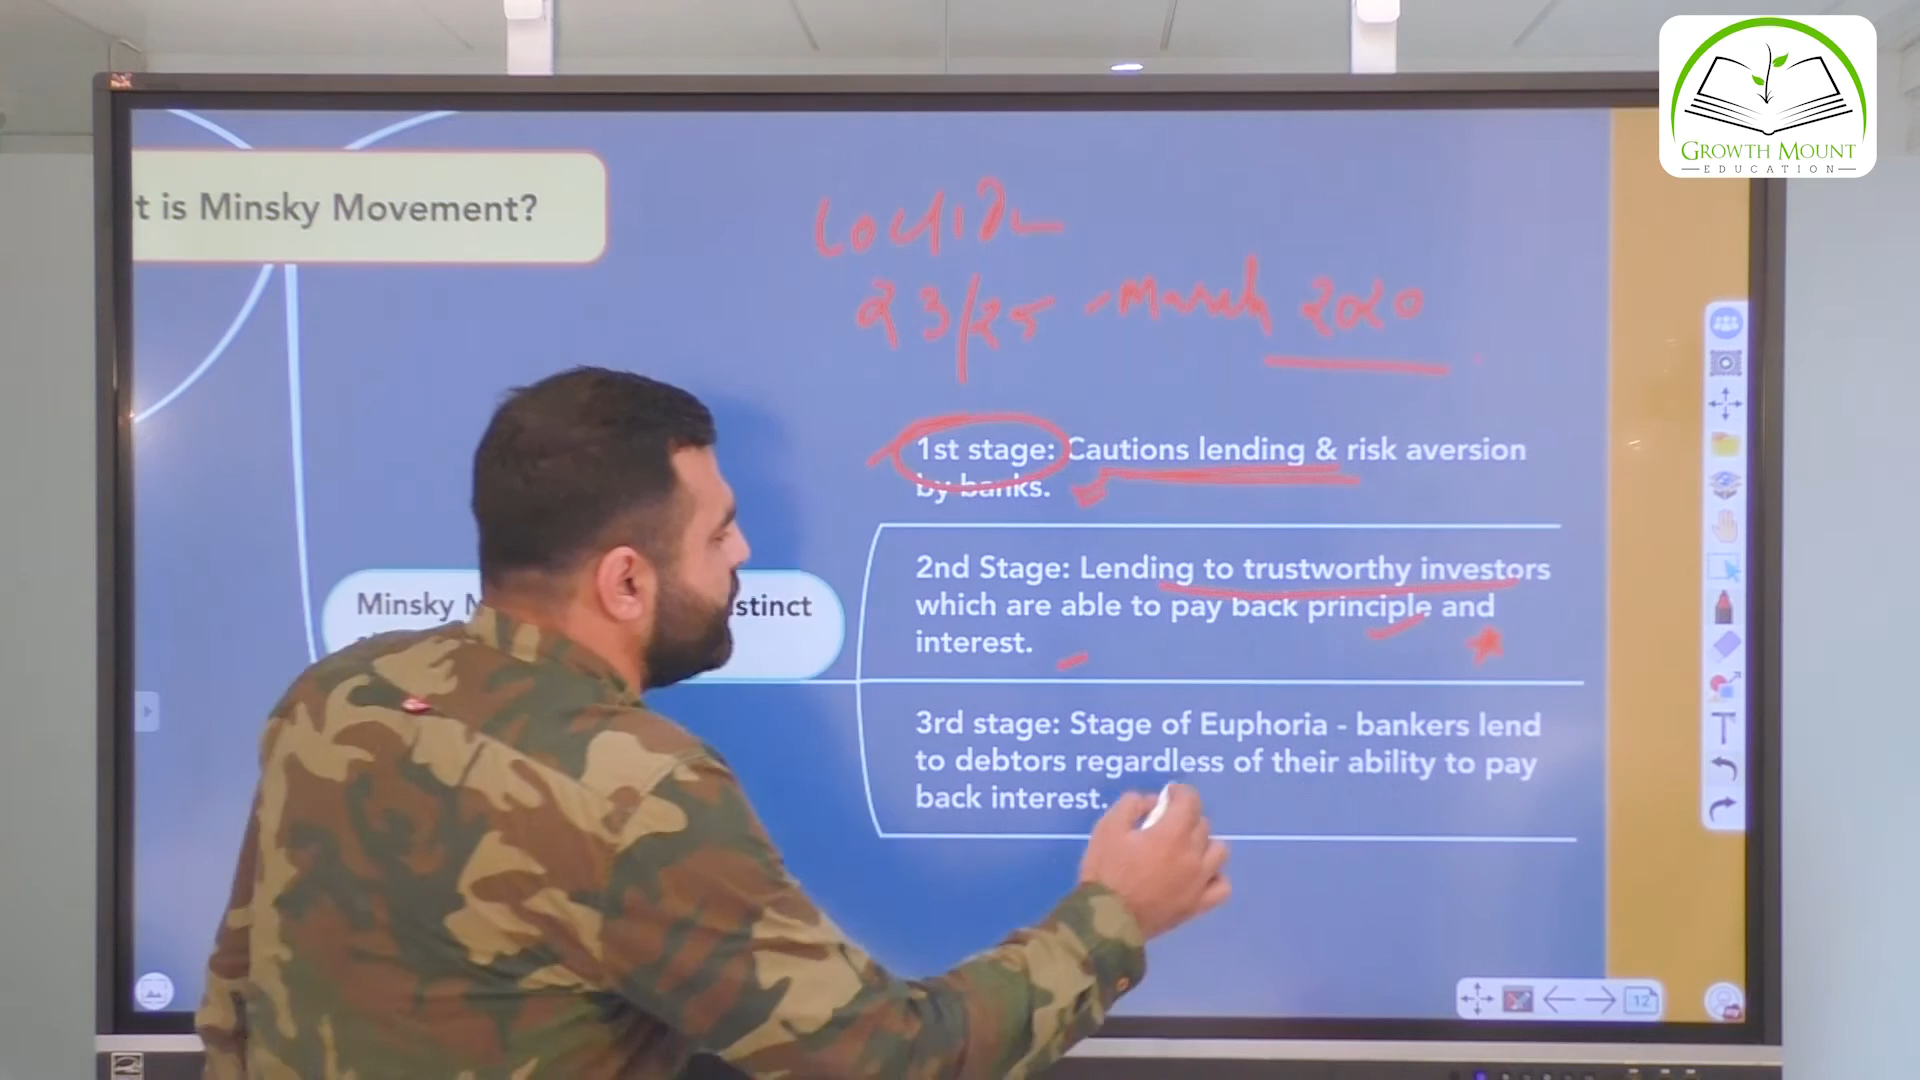 GROWTH MOUNT
EDUCATION
t is Minsky Movement?
23/25 - March 2020
1st stage: Cautions lending & risk aversion
by banks.
2nd Stage: Lending to trustworthy investors
which are able to pay back principle and
interest.
Minsky M stinct
3rd stage: Stage of Euphoria - bankers lend
to debtors regardless of their ability to pay
back interest.
12